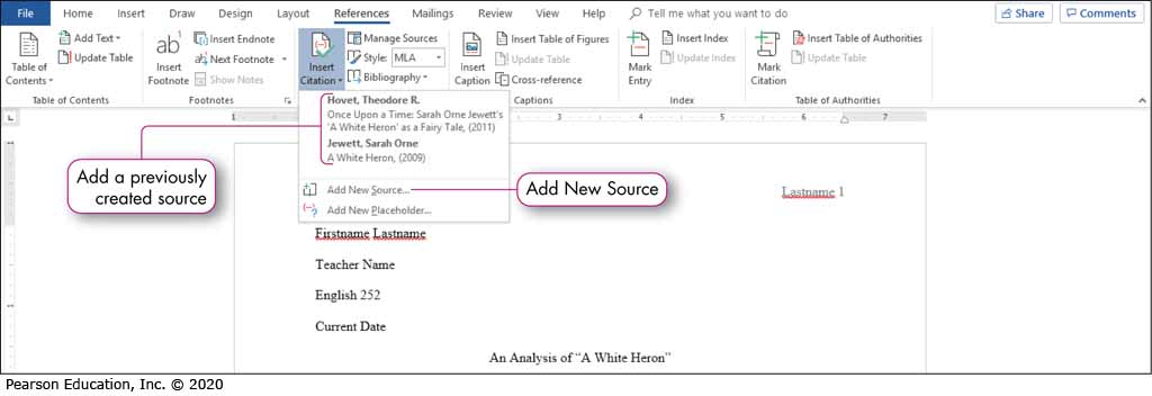 File Home Insert Draw Design Layout References Mailings Review View Help Tell me what you want to do Share Comments
Table of Contents
Add Text
Update Table
Table of Contents
ab1
Insert Footnote
Insert Endnote
Next Footnote
Show Notes
Footnotes
Insert Citation
Manage Sources
Style: MLA
Bibliography
Insert Caption
Insert Table of Figures
Update Table
Cross-reference
Captions
Mark Entry
Insert Index
Update Index
Index
Mark Citation
Insert Table of Authorities
Update Table
Table of Authorities
1 3 4 5 6 7
Hovet, Theodore R.
Once Upon a Time: Sarah Orne Jewett's
'A White Heron' as a Fairy Tale, (2011)
Jewett, Sarah Orne
A White Heron, (2009)
Add New Source...
Add New Placeholder...
Add a previously
created source
Add New Source
Lastname 1
Firstname Lastname
Teacher Name
English 252
Current Date
An Analysis of “A White Heron”
Pearson Education, Inc. © 2020